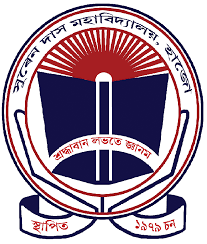 সুৰেন দাস মহাবিদ্যালয়, হাজো
শ্রদ্ধাবান লভতে জ্ঞানম
স্থাপিত
১৯৭৯ চন